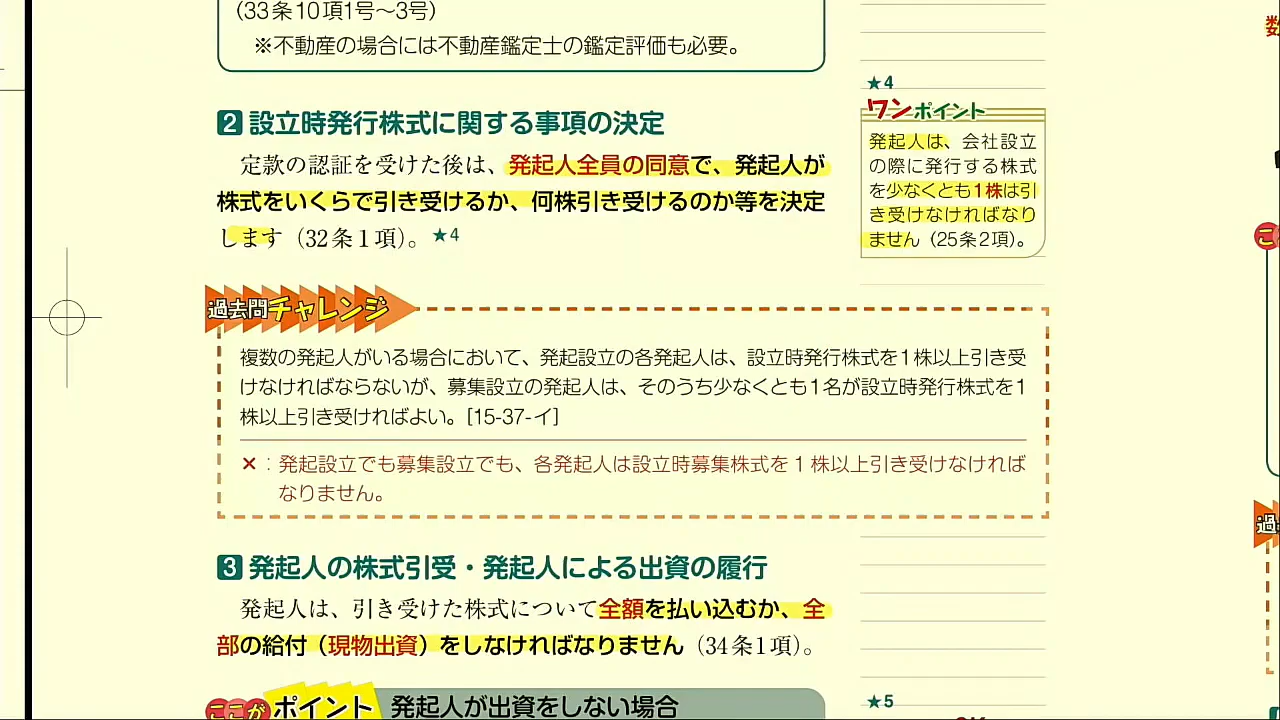 (33条10項1号～3号)
※不動産の場合には不動産鑑定士の鑑定評価も必要。
2 設立時発行株式に関する事項の決定
定款の認証を受けた後は、発起人全員の同意で、発起人が
株式をいくらで引き受けるか、何株引き受けるのか等を決定
します（32条1項）。★4
★4
ワンポイント
発起人は、会社設立
の際に発行する株式
を少なくとも1株は引
き受けなければなり
ません（25条2項）。
過去問チャレンジ
複数の発起人がいる場合において、発起設立の各発起人は、設立時発行株式を1株以上引き受
けなければならないが、募集設立の発起人は、そのうち少なくとも1名が設立時発行株式を1
株以上引き受ければよい。[15-37-イ]
×：発起設立でも募集設立でも、各発起人は設立時募集株式を1株以上引き受けなければ
なりません。
3 発起人の株式引受・発起人による出資の履行
発起人は、引き受けた株式について全額を払い込むか、全
部の給付（現物出資）をしなければなりません（34条1項）。
ここがポイント 発起人が出資をしない場合
★5
数
過